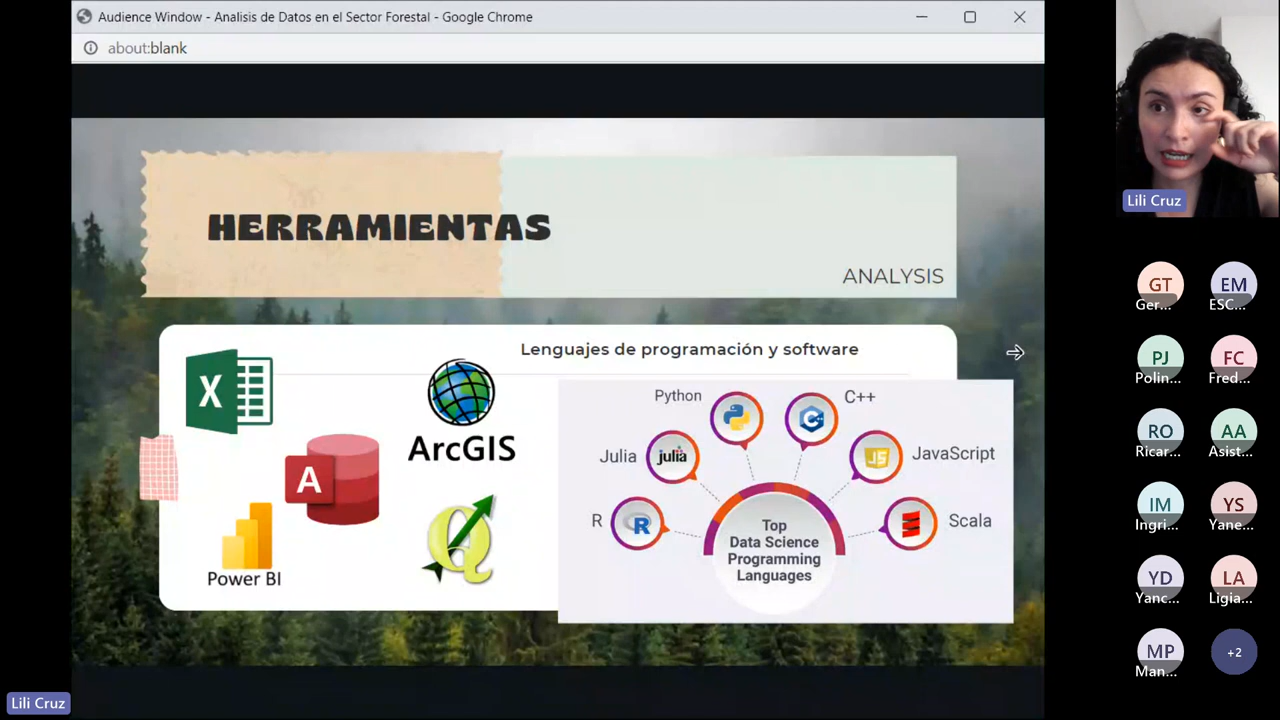 Audience Window - Analisis de Datos en el Sector Forestal - Google Chrome
about:blank
HERRAMIENTAS
ANALYSIS
Lenguajes de programación y software
X
A
Power BI
ArcGIS
Python
C++
Julia
julia
JavaScript
JS
R
R
Scala
Top
Data Science
Programming
Languages
Lili Cruz
GT
Ger...
EM
ESC...
PJ
Polin...
FC
Fred...
RO
Ricar...
AA
Asist...
IM
Ingri...
YS
Yane...
YD
Yanc...
LA
Ligia...
MP
Man...
+2
Lili Cruz